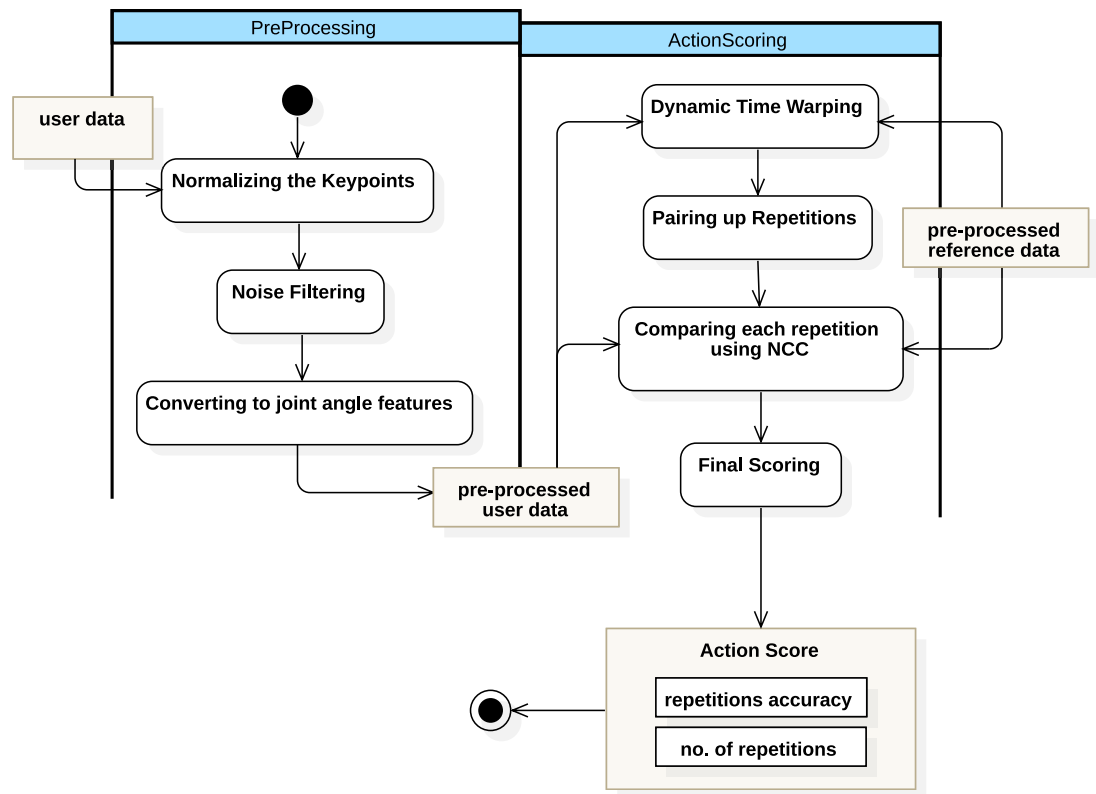 PreProcessing
ActionScoring
user data
Dynamic Time Warping
Normalizing the Keypoints
Pairing up Repetitions
pre-processed
reference data
Noise Filtering
Comparing each repetition
using NCC
Converting to joint angle features
Final Scoring
pre-processed
user data
Action Score
repetitions accuracy
no. of repetitions